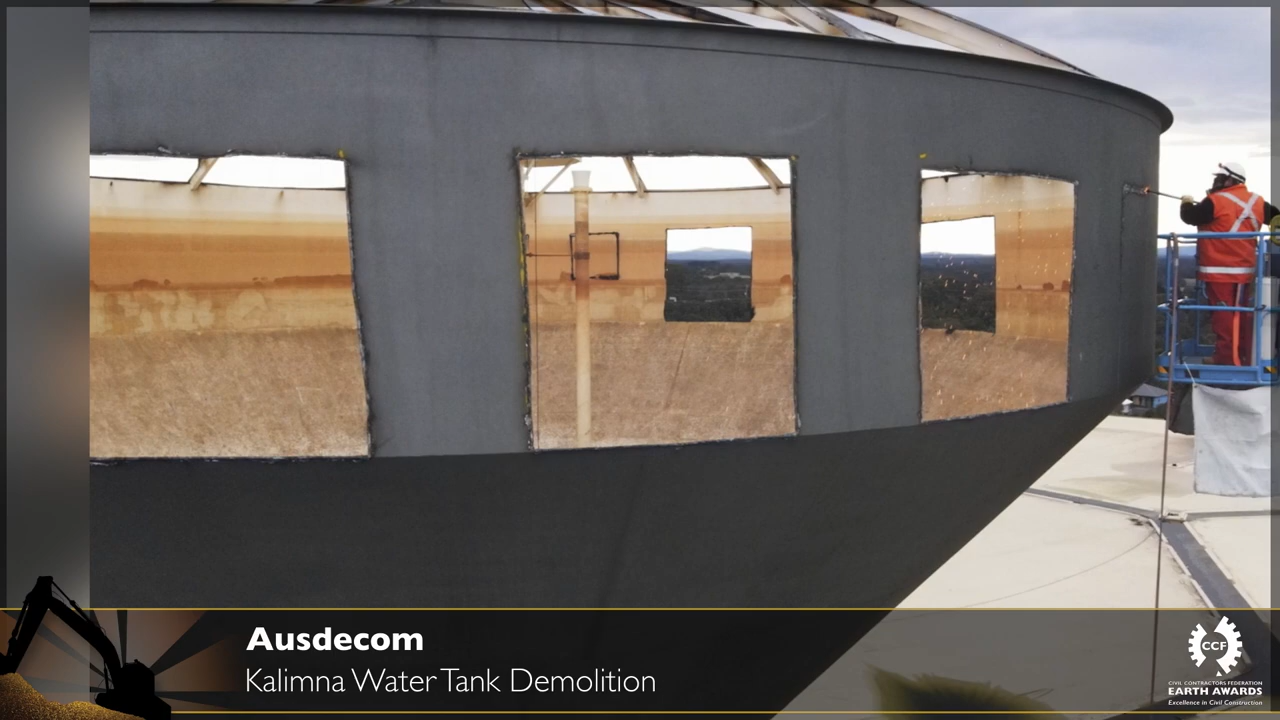 Ausdecom
Kalimna Water Tank Demolition
CCF
CIVIL CONTRACTORS FEDERATION
EARTH AWARDS
Excellence in Civil Construction